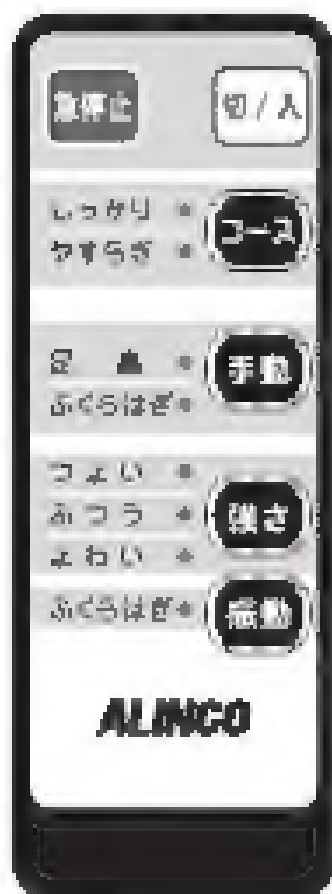 急停止
切/入
しっかり
やすらぎ
コース
足 裏
ふくらはぎ
手動
つよい
ふつう
よわい
強さ
ふくらはぎ
振動
ALINCO